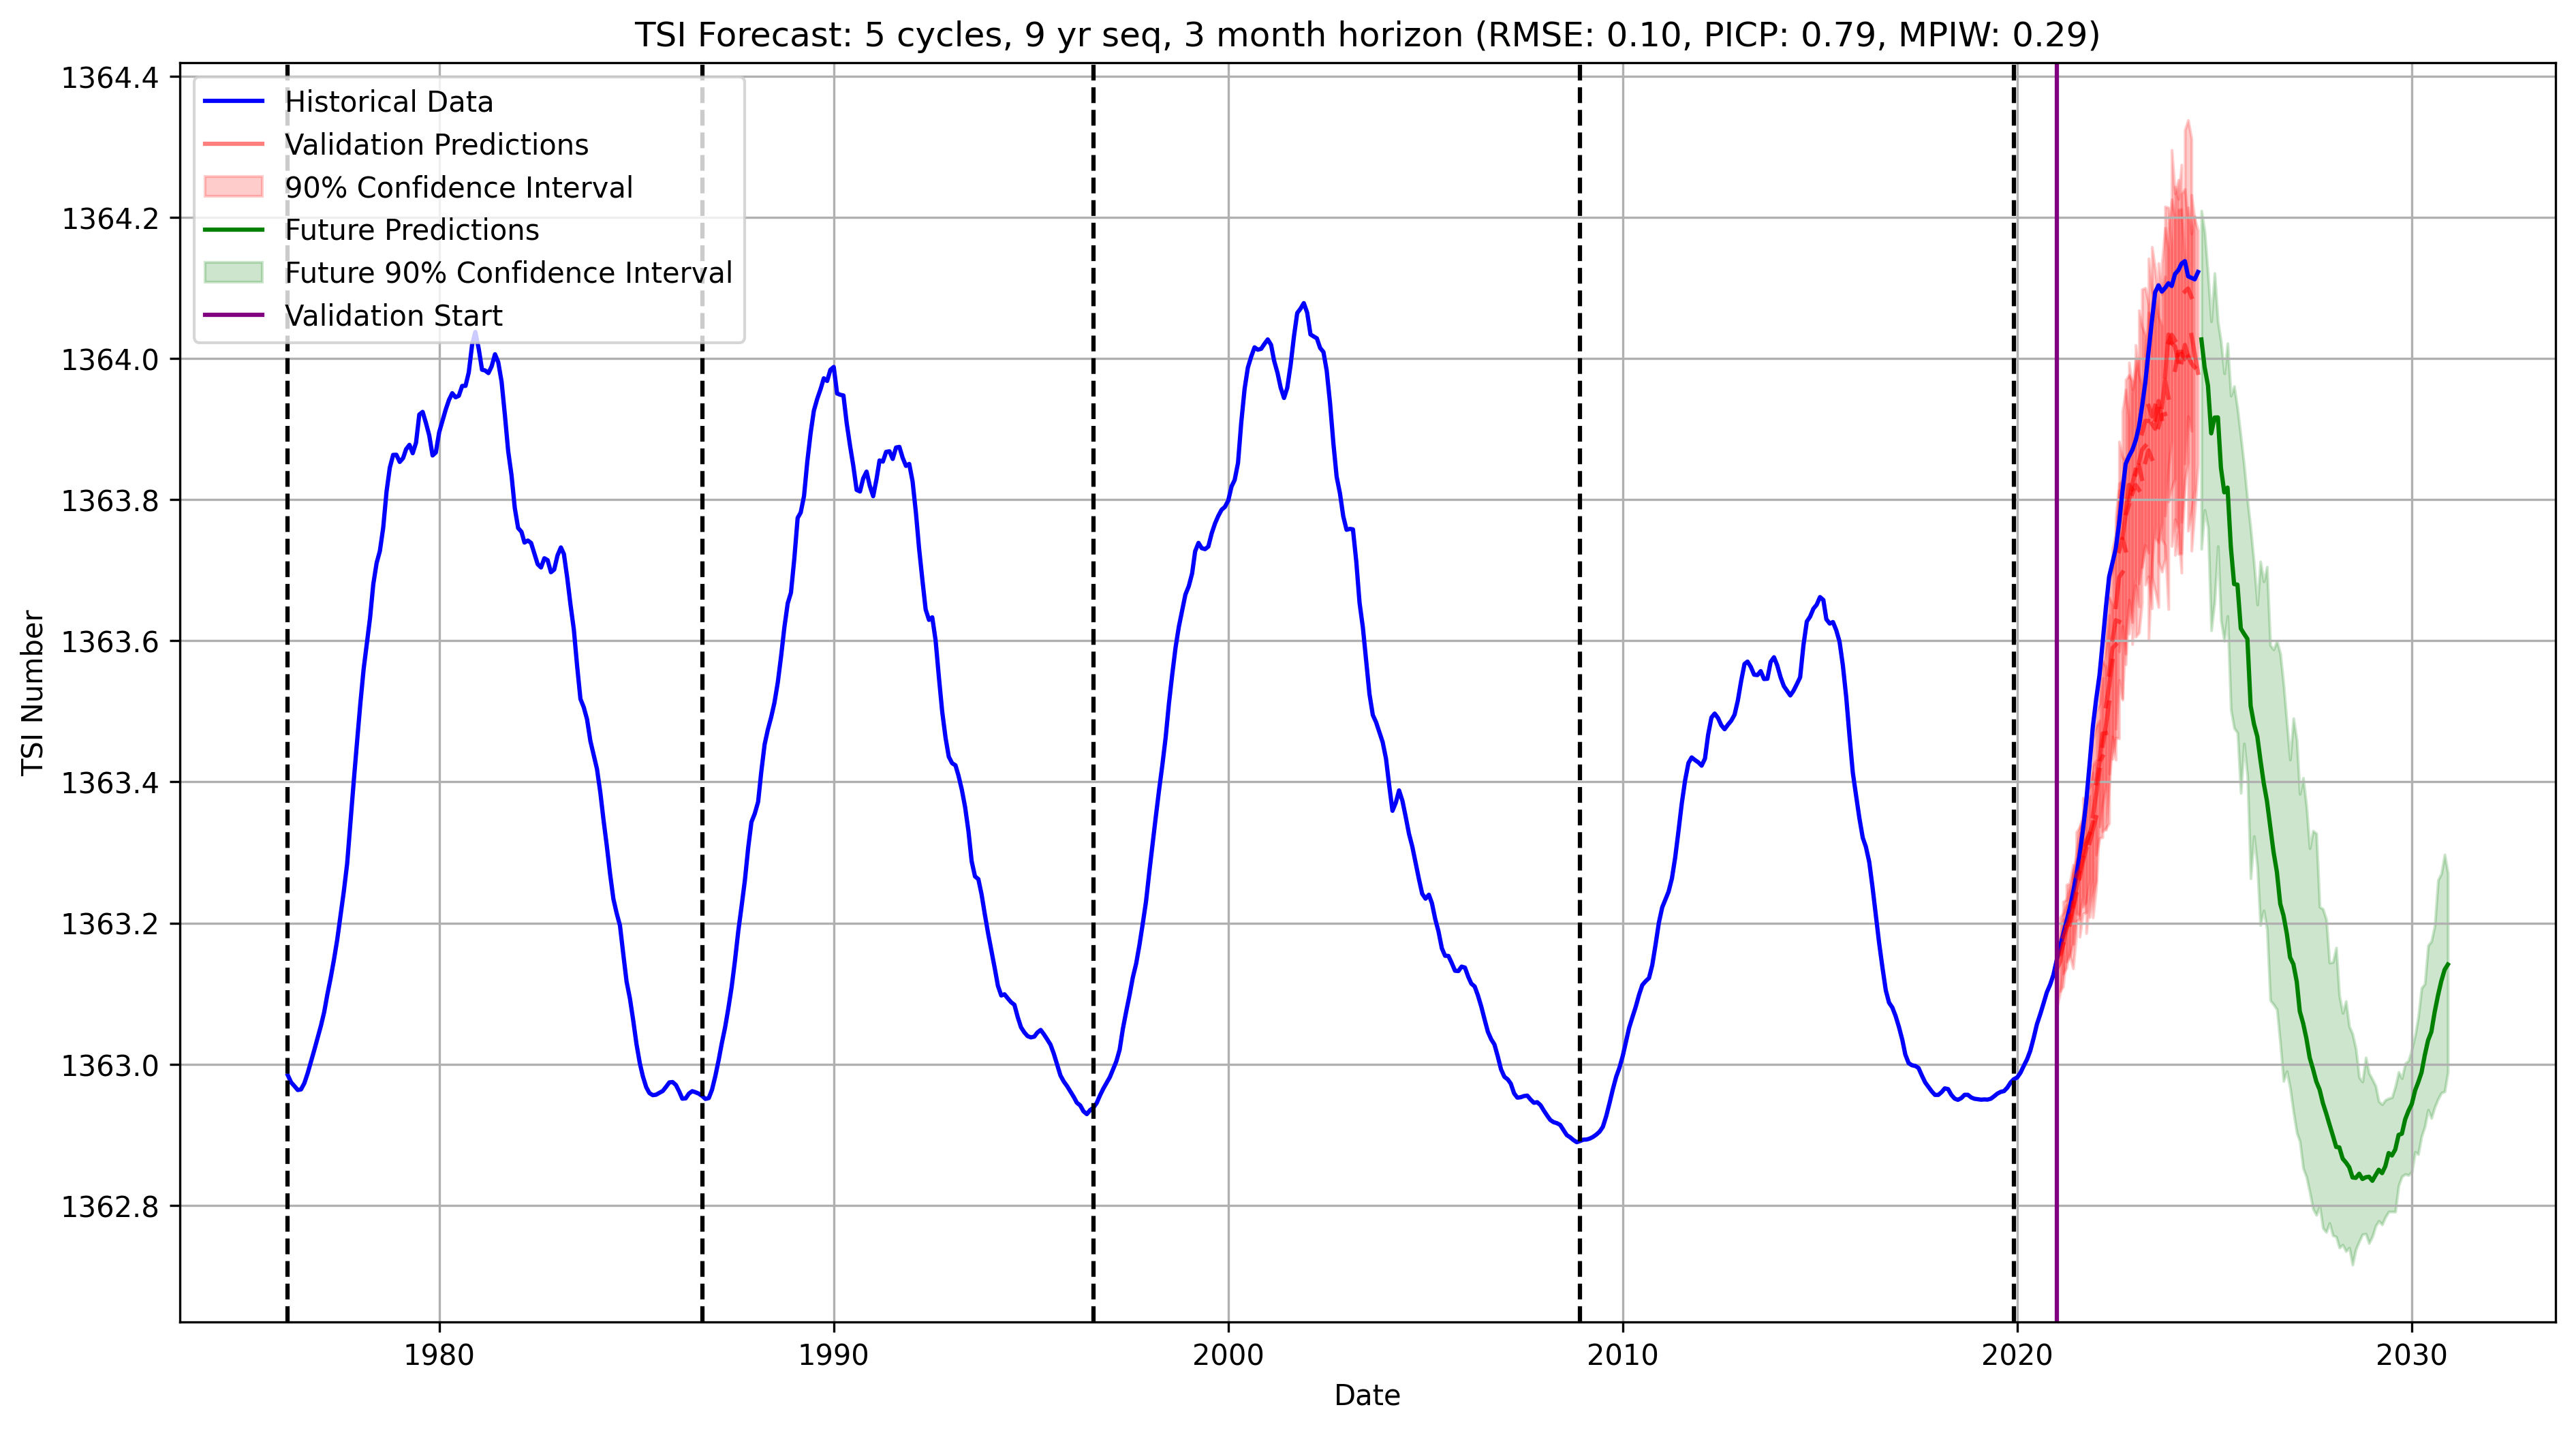 TSI Forecast: 5 cycles, 9 yr seq, 3 month horizon (RMSE: 0.10, PICP: 0.79, MPIW: 0.29)
1364.4
1364.2
1364.0
1363.8
1363.6
1363.4
1363.2
1363.0
1362.8
TSI Number
Historical Data
Validation Predictions
90% Confidence Interval
Future Predictions
Future 90% Confidence Interval
Validation Start
1980
1990
2000
2010
2020
2030
Date